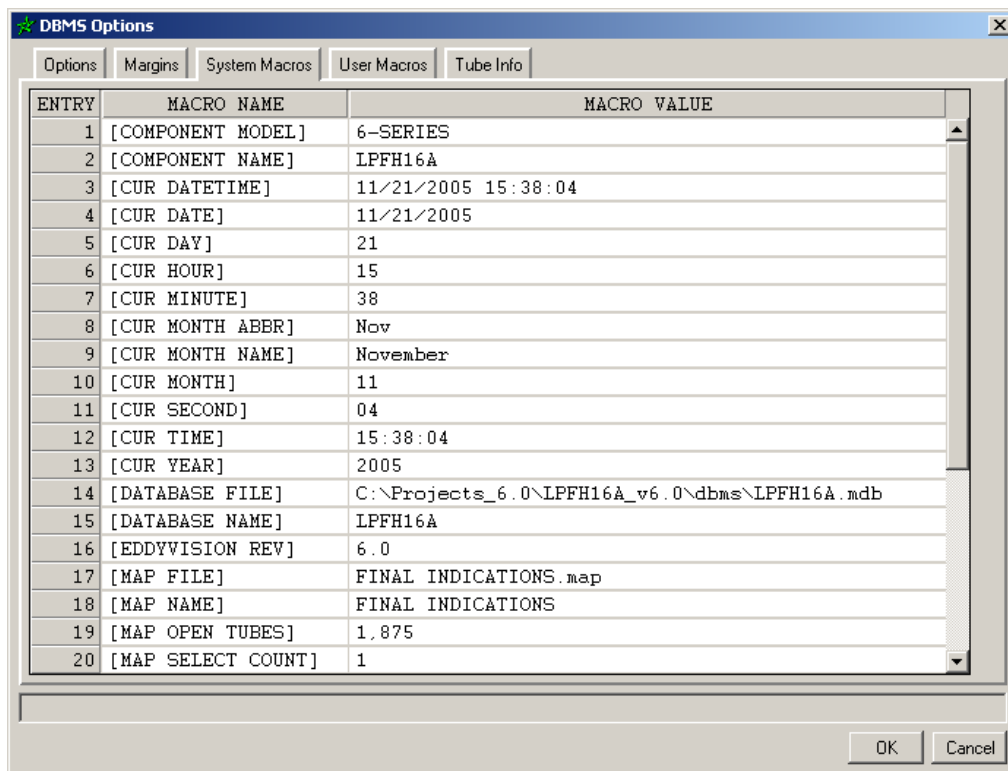 DBMS Options
Options Margins System Macros User Macros Tube Info
ENTRY MACRO NAME MACRO VALUE
1 [COMPONENT MODEL] 6-SERIES
2 [COMPONENT NAME] LPFH16A
3 [CUR DATETIME] 11/21/2005 15:38:04
4 [CUR DATE] 11/21/2005
5 [CUR DAY] 21
6 [CUR HOUR] 15
7 [CUR MINUTE] 38
8 [CUR MONTH ABBR] Nov
9 [CUR MONTH NAME] November
10 [CUR MONTH] 11
11 [CUR SECOND] 04
12 [CUR TIME] 15:38:04
13 [CUR YEAR] 2005
14 [DATABASE FILE] C:\Projects_6.0\LPFH16A_v6.0\dbms\LPFH16A.mdb
15 [DATABASE NAME] LPFH16A
16 [EDDYVISION REV] 6.0
17 [MAP FILE] FINAL INDICATIONS.map
18 [MAP NAME] FINAL INDICATIONS
19 [MAP OPEN TUBES] 1,875
20 [MAP SELECT COUNT] 1
OK Cancel